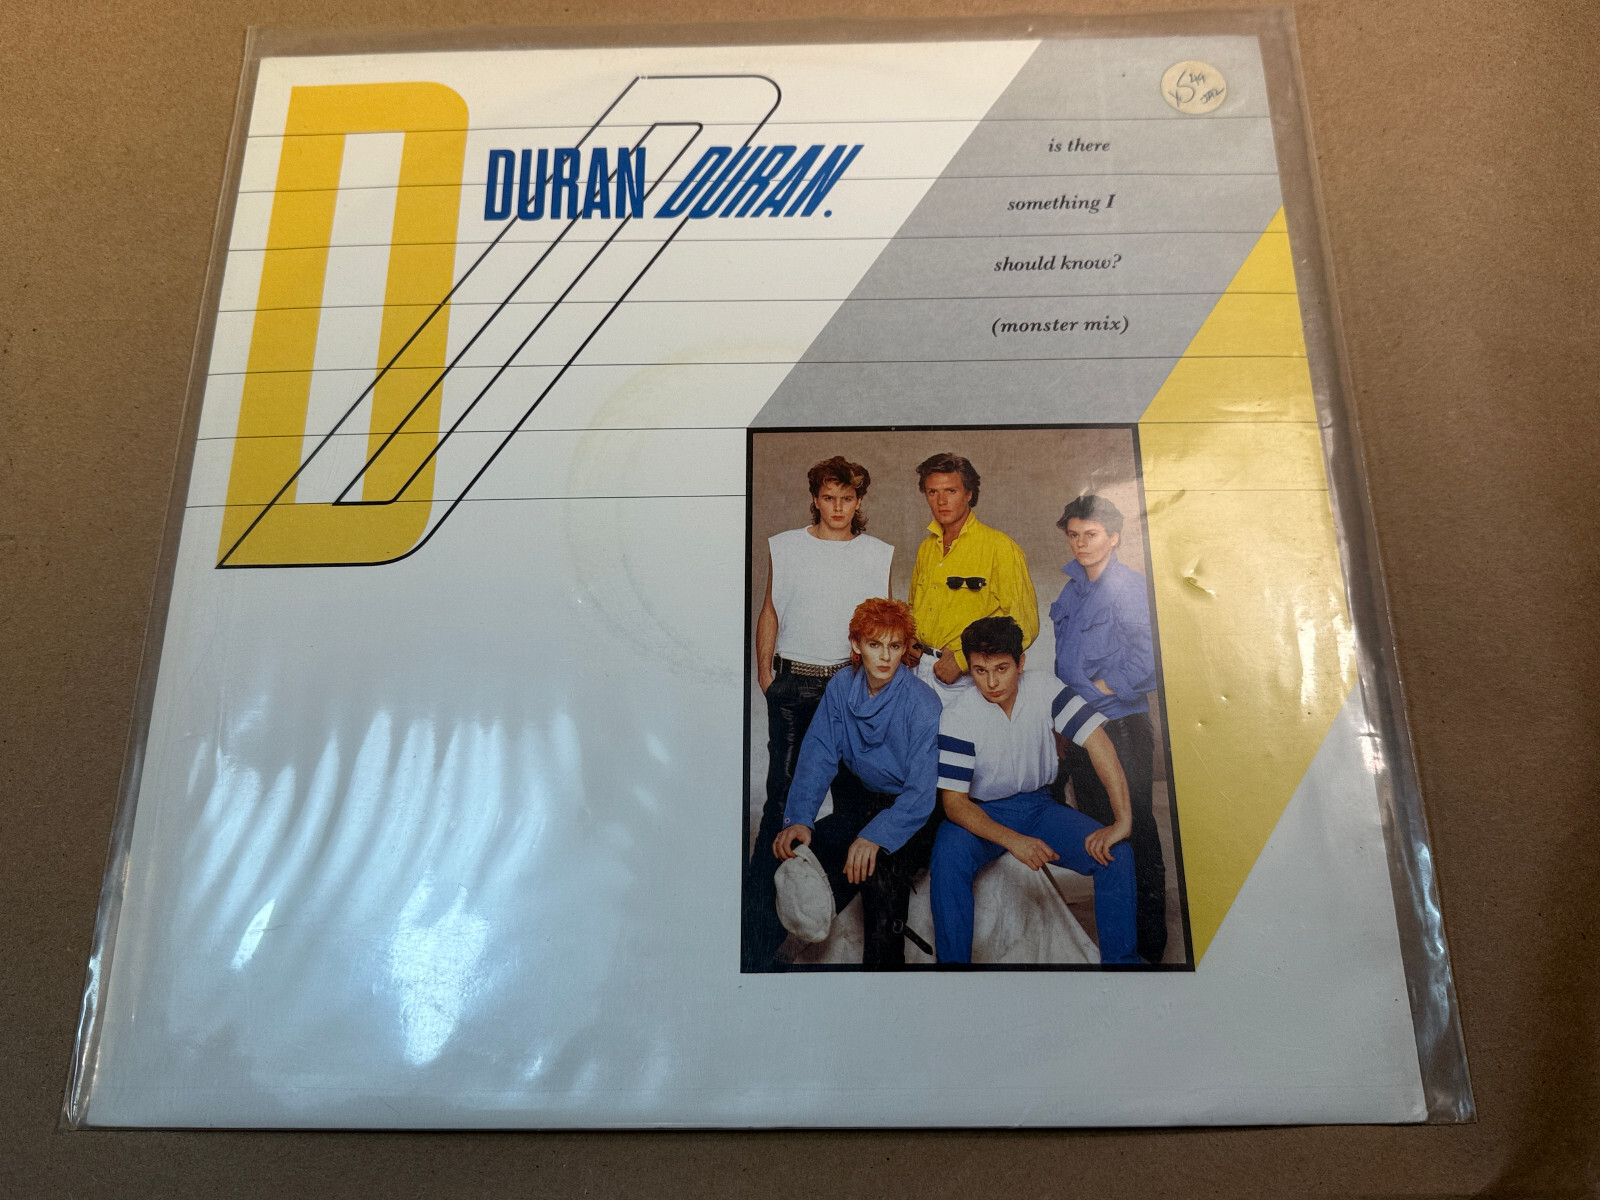 DURAN DURAN.
is there
something I
should know?
(monster mix)